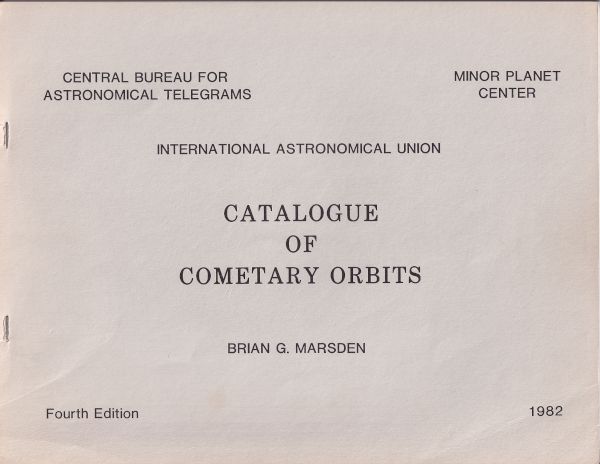 CENTRAL BUREAU FOR
ASTRONOMICAL TELEGRAMS
MINOR PLANET
CENTER
INTERNATIONAL ASTRONOMICAL UNION
CATALOGUE
OF
COMETARY ORBITS
BRIAN G. MARSDEN
Fourth Edition
1982